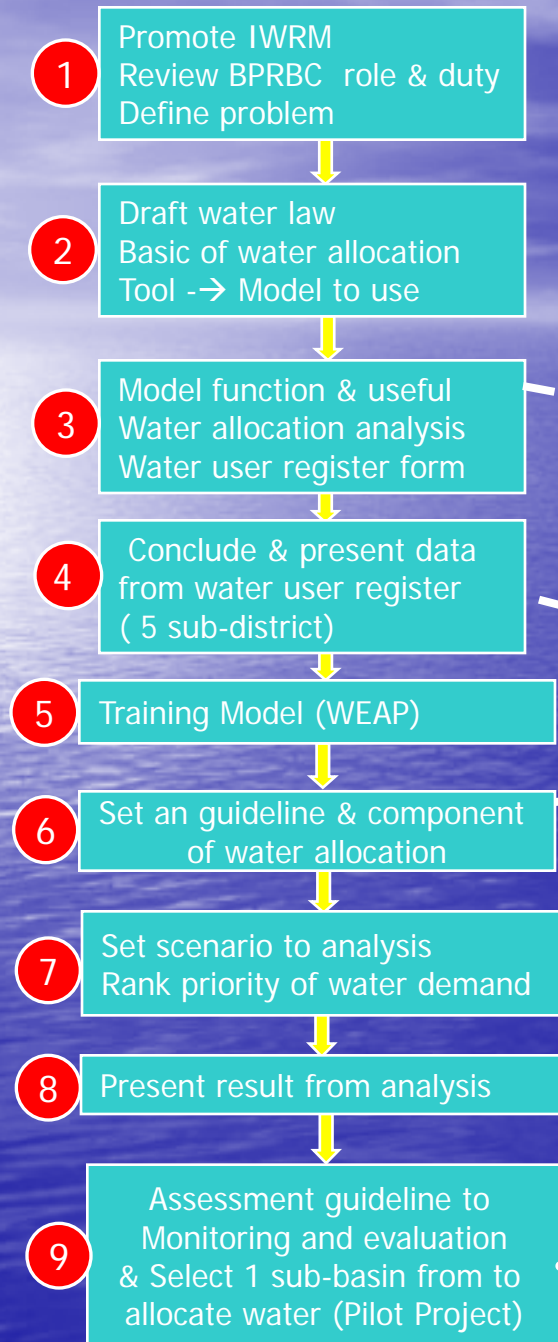 1
Promote IWRM
Review BPRBC role & duty
Define problem
2
Draft water law
Basic of water allocation
Tool -→ Model to use
3
Model function & useful
Water allocation analysis
Water user register form
4
Conclude & present data
from water user register
( 5 sub-district)
5
Training Model (WEAP)
6
Set an guideline & component
of water allocation
7
Set scenario to analysis
Rank priority of water demand
8
Present result from analysis
9
Assessment guideline to
Monitoring and evaluation
& Select 1 sub-basin from to
allocate water (Pilot Project)